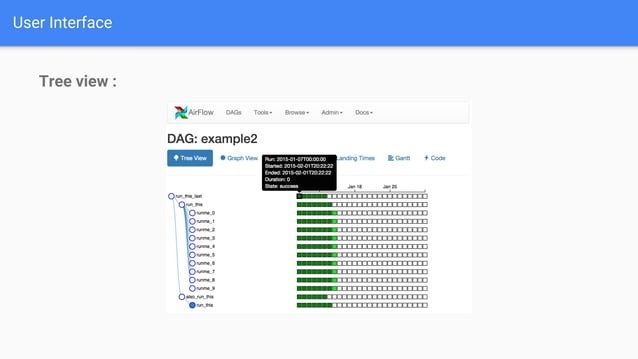 User Interface
Tree view :
AirFlow DAGs Tools Browse Admin Docs
DAG: example2
Tree View Graph View Landing Times Gantt Code
Run: 2015-01-07T00:00:00
Started: 2015-02-01T20:22:22
Ended: 2015-02-01T20:22:22
Duration: 0
State: success
Jan 18 Jan 25
run_this_last
run_this
runme_0
runme_1
runme_2
runme_3
runme_4
runme_5
runme_6
runme_7
runme_8
runme_9
also_run_this
run_this